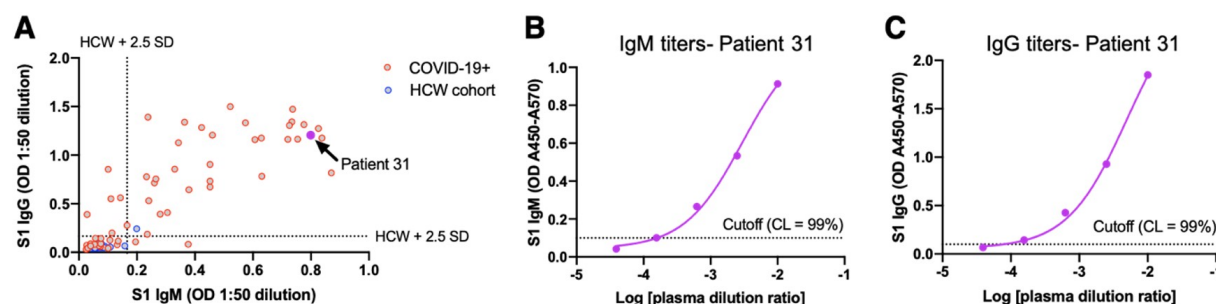 A
HCW + 2.5 SD
COVID-19+
HCW cohort
Patient 31
HCW + 2.5 SD
S1 IgG (OD 1:50 dilution)
2.0
1.5
1.0
0.5
0.0
0.0 0.2 0.4 0.6 0.8 1.0
S1 IgM (OD 1:50 dilution)
B
IgM titers- Patient 31
S1 IgM (OD A450-A570)
1.0
0.8
0.6
0.4
0.2
0.0
Cutoff (CL = 99%)
-5 -4 -3 -2 -1
Log [plasma dilution ratio]
C
IgG titers- Patient 31
S1 IgG (OD A450-A570)
2.0
1.5
1.0
0.5
0.0
Cutoff (CL = 99%)
-5 -4 -3 -2 -1
Log [plasma dilution ratio]